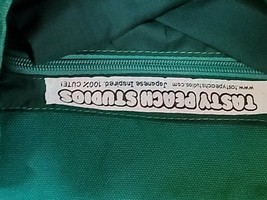 TASTY PEACH STUDIOS
Japanese Inspired. 100% CUTE!
www.tastypeachstudios.com